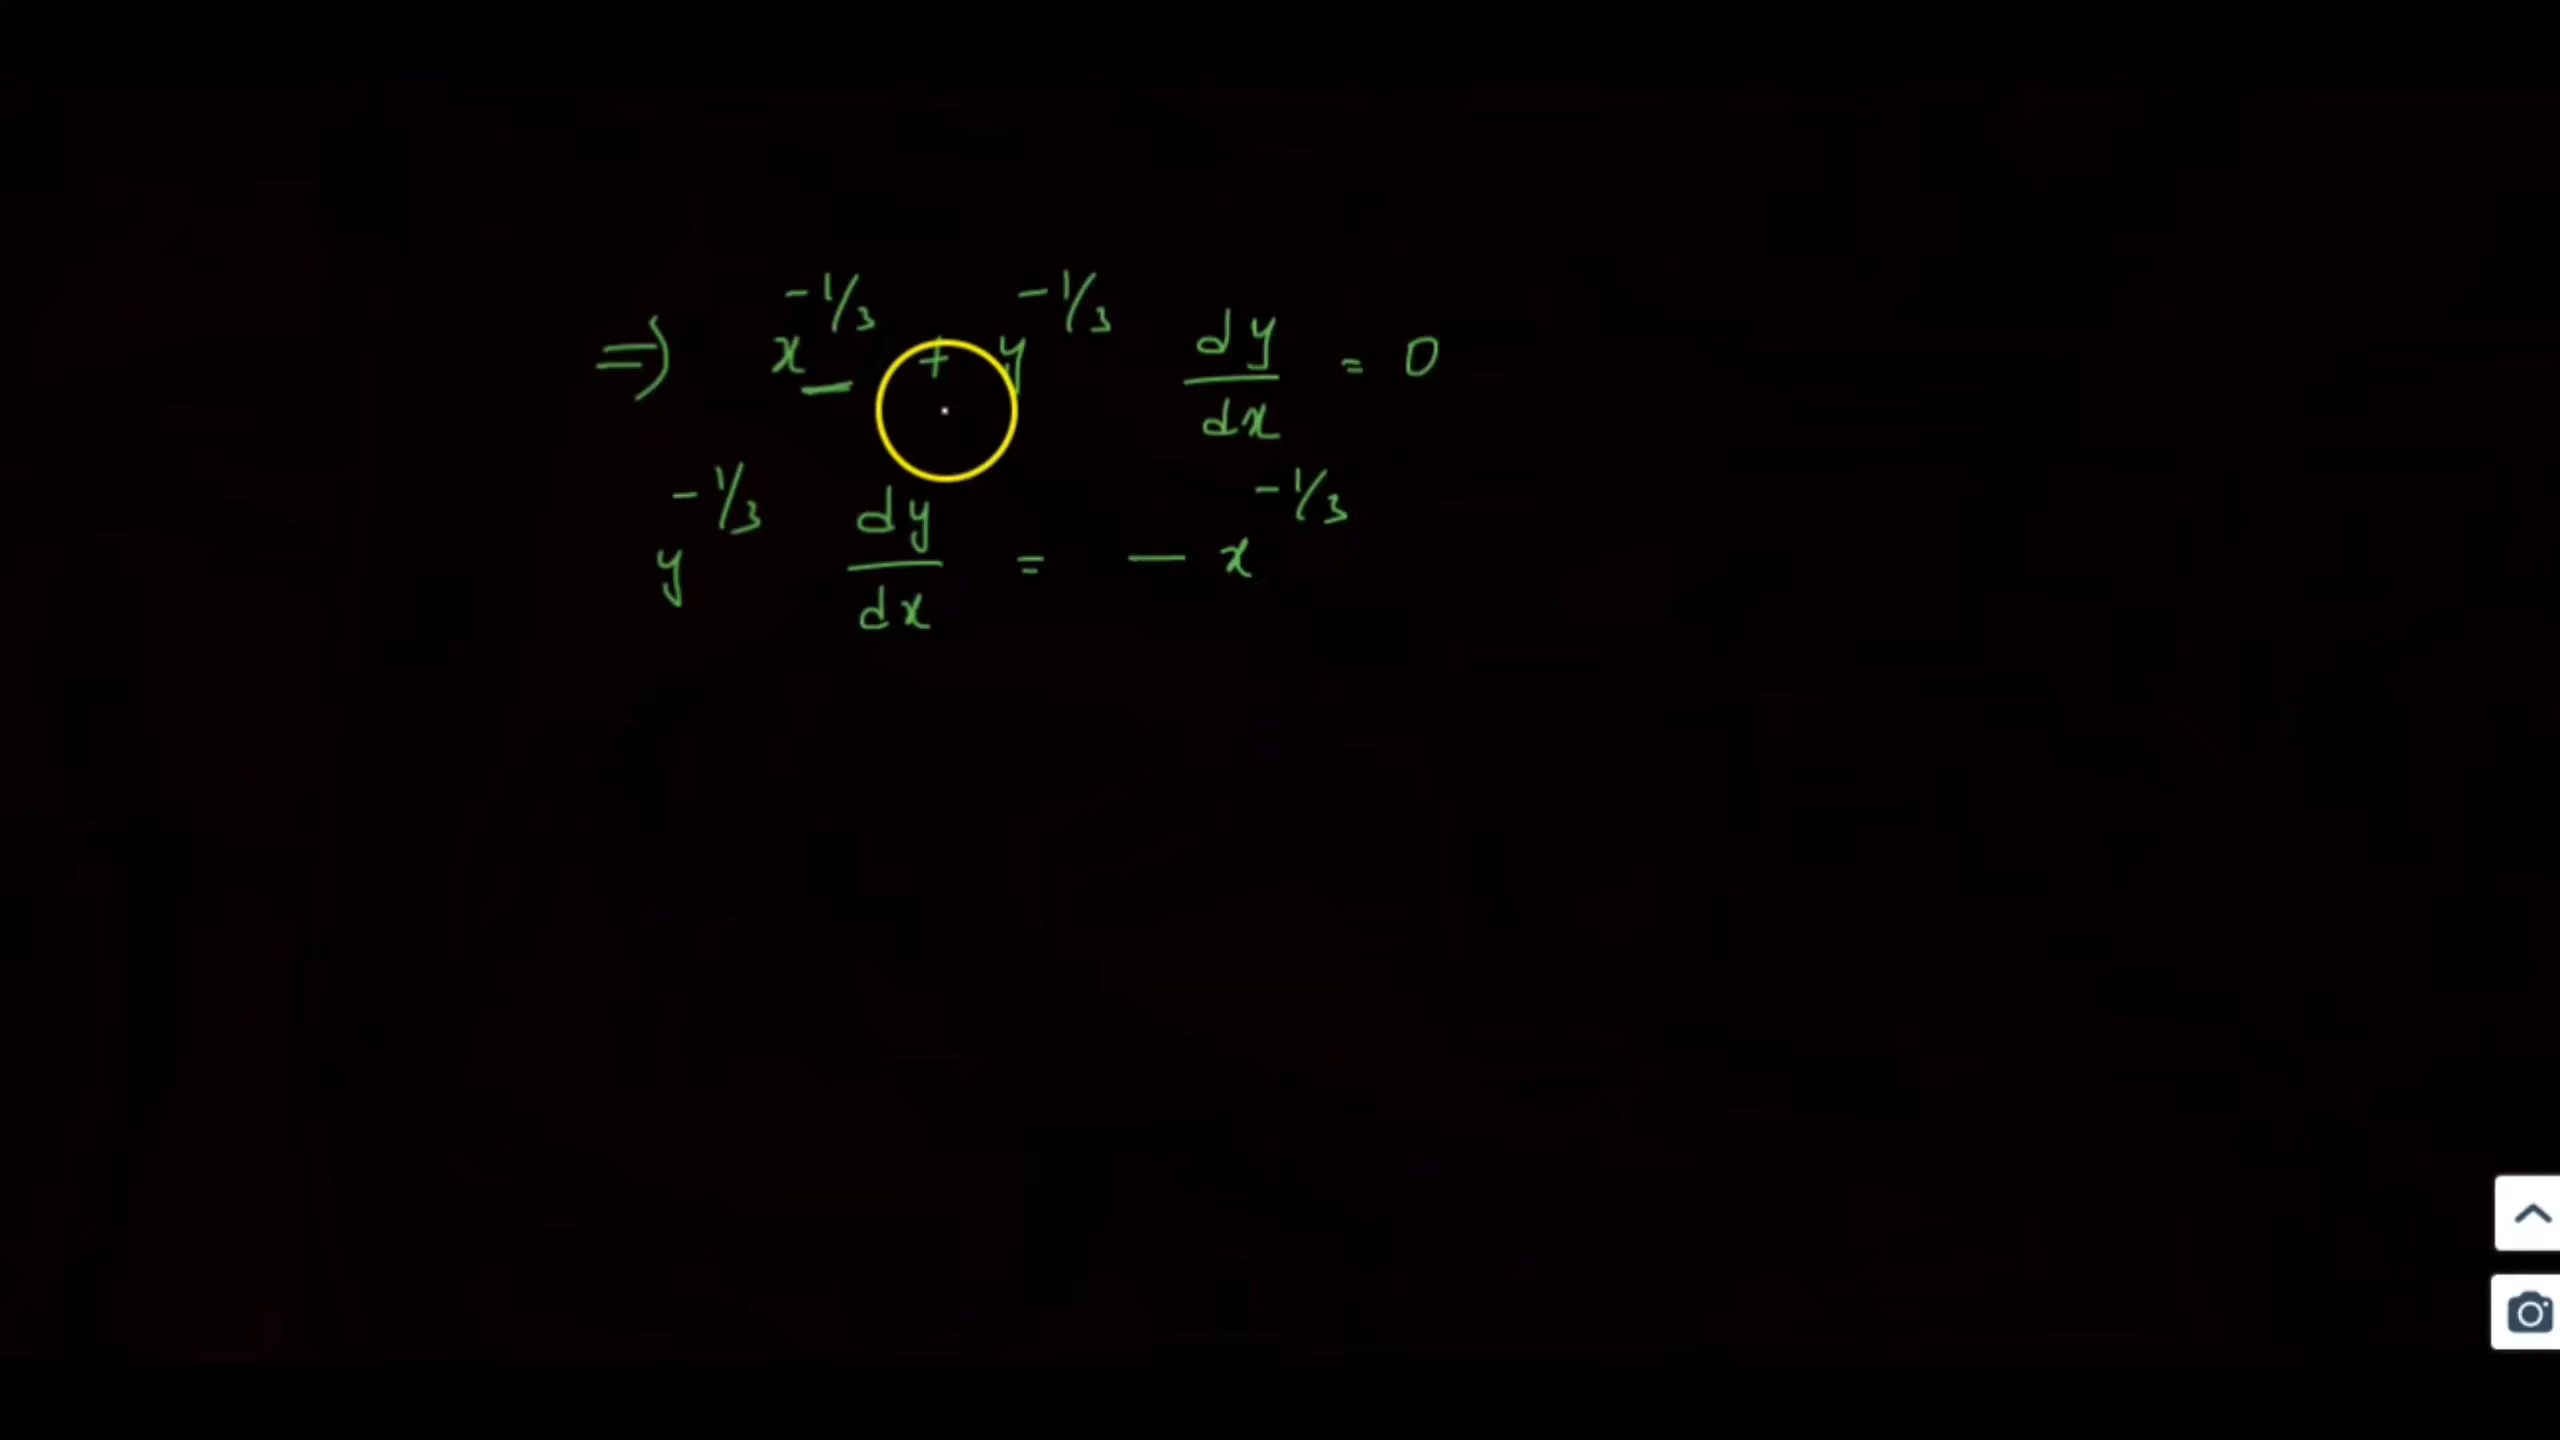 => x^{-1/3} + y^{-1/3} dy/dx = 0
y^{-1/3} dy/dx = - x^{-1/3}